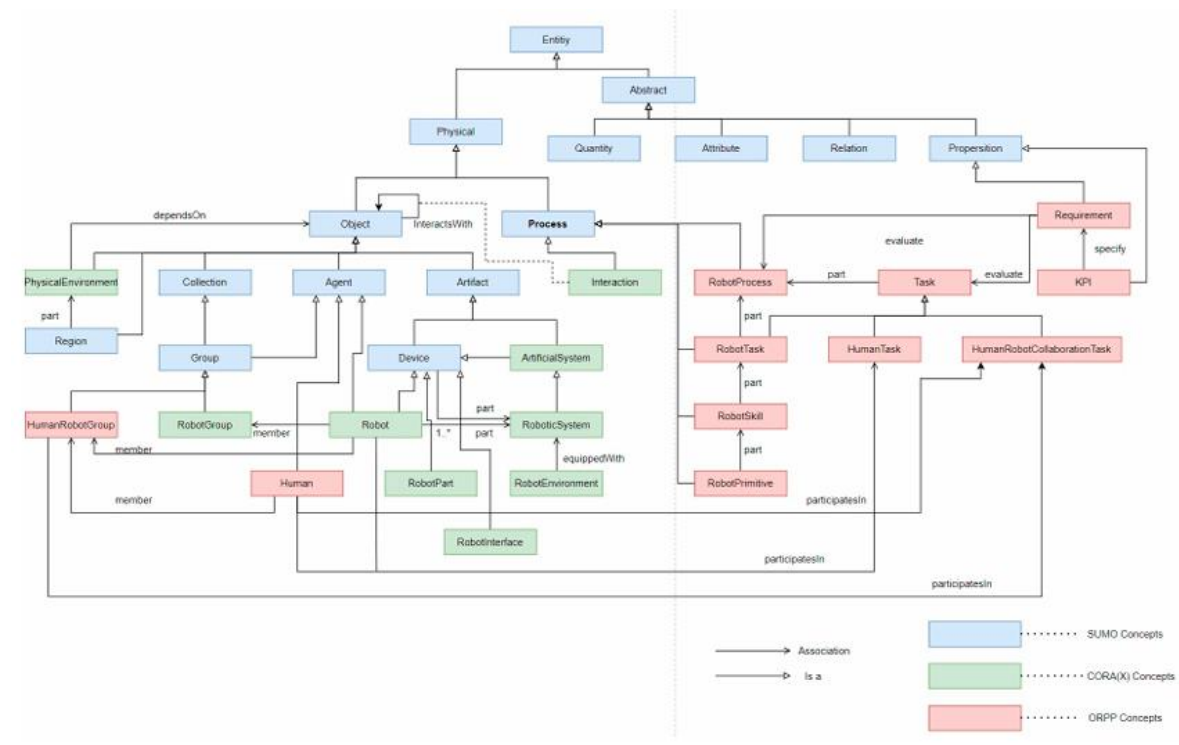 Entitiy
Abstract
Physical
Quantity
Attribute
Relation
Propersition
dependsOn
Object
InteractsWith
Process
Requirement
evaluate
specify
PhysicalEnvironment
Collection
Agent
Artifact
Interaction
RobotProcess
part
Task
evaluate
KPI
part
part
Region
Group
Device
ArtificialSystem
RobotTask
HumanTask
HumanRobotCollaborationTask
part
part
HumanRobotGroup
RobotGroup
member
Robot
1..*
part
RoboticSystem
RobotSkill
member
equippedWith
part
Human
RobotPart
RobotEnvironment
RobotPrimitive
member
participatesIn
RobotInterface
participatesIn
participatesIn
SUMO Concepts
Association
Is a
CORA(X) Concepts
ORPP Concepts